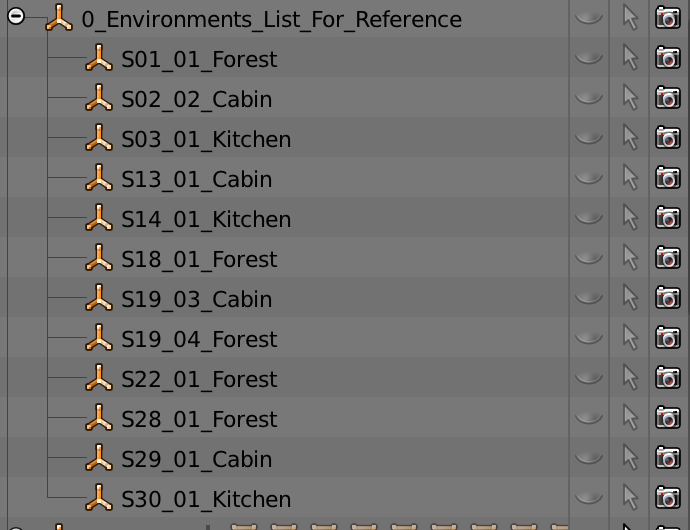 0_Environments_List_For_Reference
S01_01_Forest
S02_02_Cabin
S03_01_Kitchen
S13_01_Cabin
S14_01_Kitchen
S18_01_Forest
S19_03_Cabin
S19_04_Forest
S22_01_Forest
S28_01_Forest
S29_01_Cabin
S30_01_Kitchen